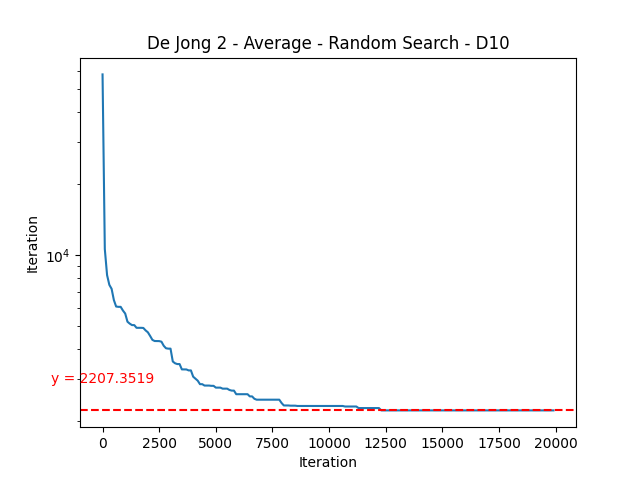 De Jong 2 - Average - Random Search - D10
Iteration
10^4
y = 2207.3519
0 2500 5000 7500 10000 12500 15000 17500 20000
Iteration